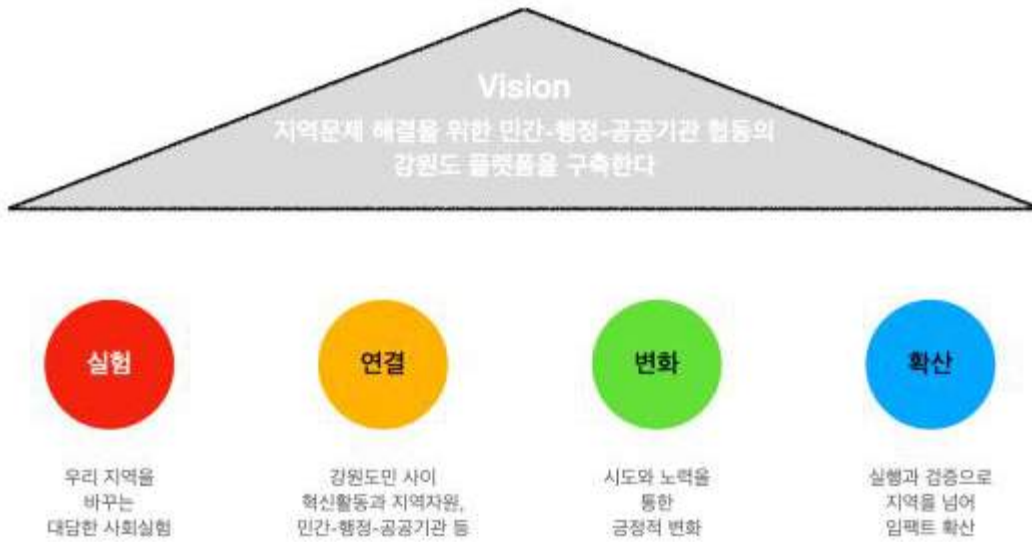 Vision
지역문제 해결을 위한 민간-행정-공공기관 협동의
강원도 플랫폼을 구축한다
실험
연결
변화
확산
우리 지역을
바꾸는
대담한 사회실험
강원도민 사이
혁신활동과 지역자원,
민간-행정-공공기관 등
시도와 노력을
통한
긍정적 변화
실행과 검증으로
지역을 넘어
임팩트 확산